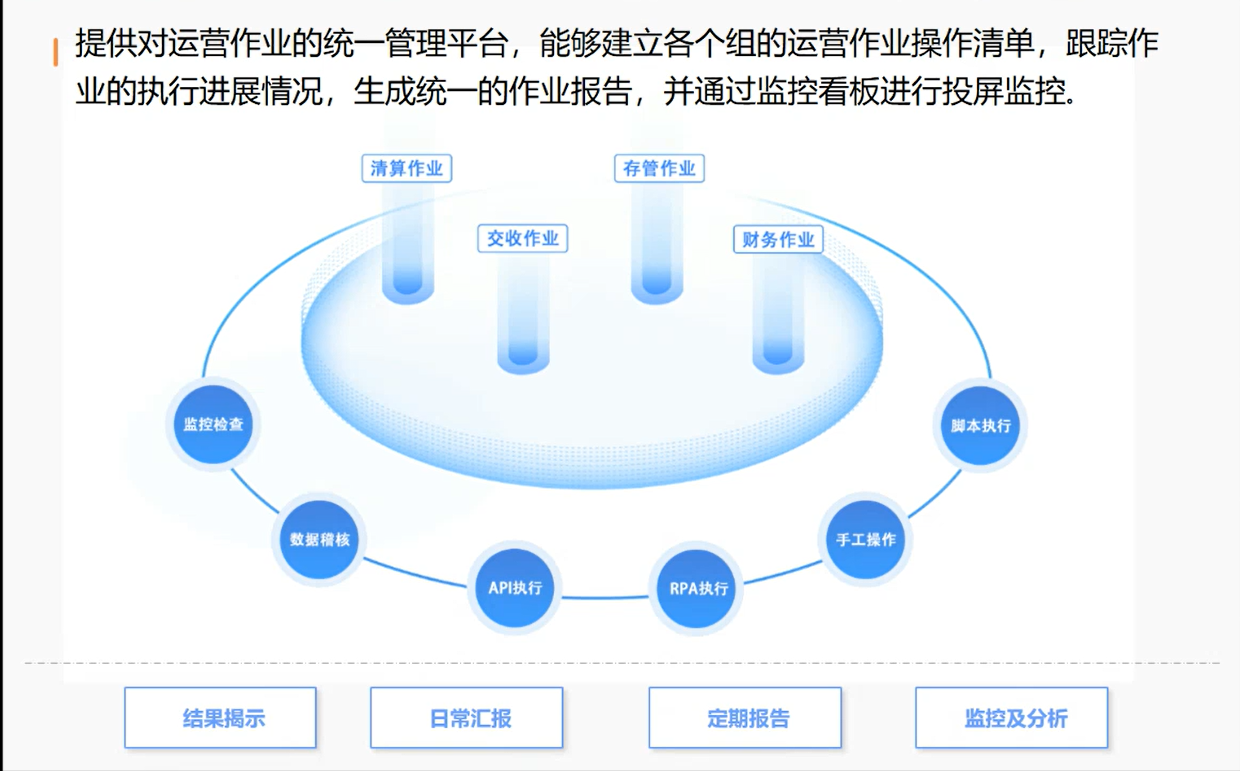 提供对运营作业的统一管理平台，能够建立各个组的运营作业操作清单，跟踪作
业的执行进展情况，生成统一的作业报告，并通过监控看板进行投屏监控。
清算作业
存管作业
交收作业
财务作业
监控检查
脚本执行
数据稽核
手工操作
API执行
RPA执行
结果揭示
日常汇报
定期报告
监控及分析